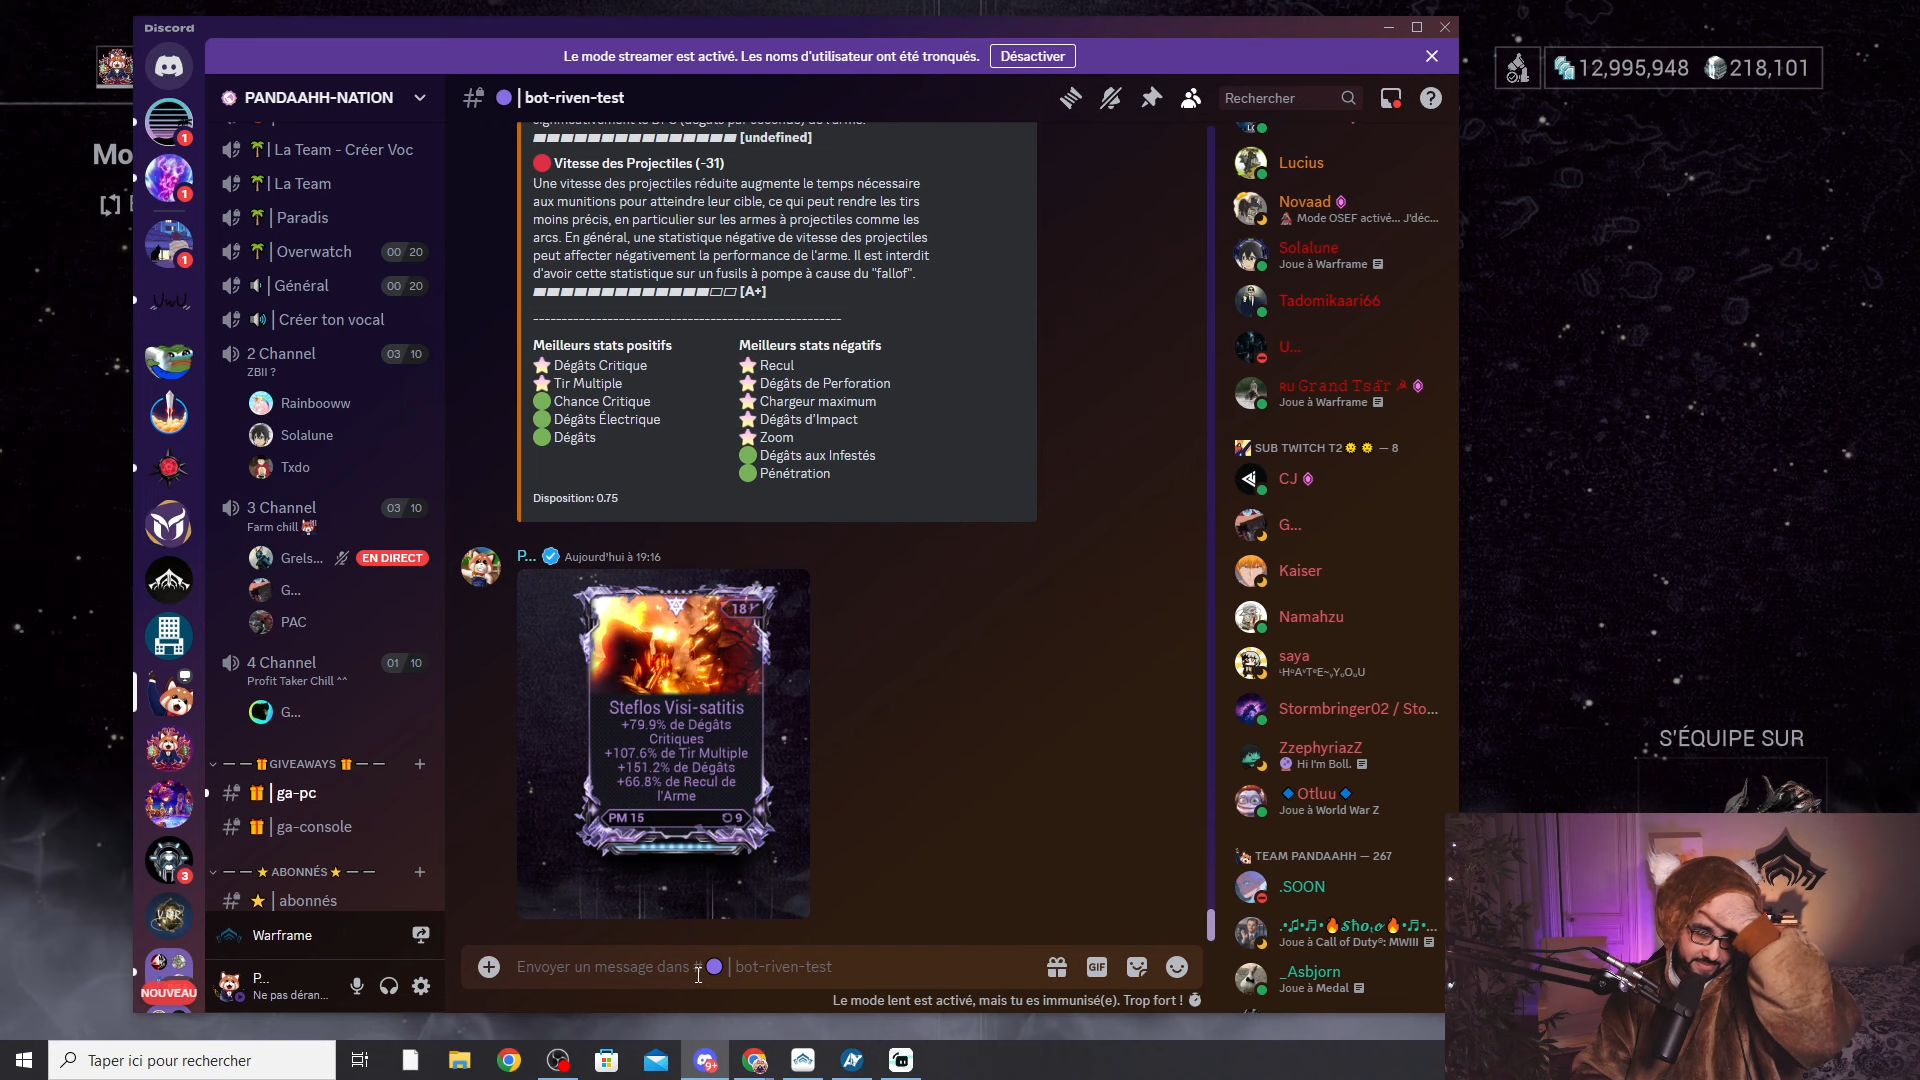 Discord
Le mode streamer est activé. Les noms d'utilisateur ont été tronqués.
Désactiver
PANDAAHH-NATION
| bot-riven-test
Rechercher
12,995,948
218,101
| La Team - Créer Voc
| La Team
| Paradis
| Overwatch
00 20
| Général
00 20
| Créer ton vocal
2 Channel
03 10
ZBII ?
Rainbooww
Solalune
Txdo
3 Channel
03 10
Farm chill
Grels...
EN DIRECT
G...
PAC
4 Channel
01 10
Profit Taker Chill ^^
G...
— — GIVEAWAYS — —
| ga-pc
| ga-console
— — ABONNÉS — —
| abonnés
Warframe
P...
Ne pas déran...
NOUVEAU
1
1
1
3
UwU
[undefined]
Vitesse des Projectiles (-31)
Une vitesse des projectiles réduite augmente le temps nécessaire
aux munitions pour atteindre leur cible, ce qui peut rendre les tirs
moins précis, en particulier sur les armes à projectiles comme les
arcs. En général, une statistique négative de vitesse des projectiles
peut affecter négativement la performance de l'arme. Il est interdit
d'avoir cette statistique sur un fusils à pompe à cause du "fallof".
[A+]
Meilleurs stats positifs
Dégâts Critique
Tir Multiple
Chance Critique
Dégâts Électrique
Dégâts
Meilleurs stats négatifs
Recul
Dégâts de Perforation
Chargeur maximum
Dégâts d'Impact
Zoom
Dégâts aux Infestés
Pénétration
Disposition: 0.75
P...
Aujourd'hui à 19:16
18
Steflos Visi-satitis
+79.9% de Dégâts
Critiques
+107.6% de Tir Multiple
+151.2% de Dégâts
+66.8% de Recul de
l'Arme
PM 15
9
Envoyer un message dans #
| bot-riven-test
GIF
Le mode lent est activé, mais tu es immunisé(e). Trop fort !
Lucius
Novaad
Mode OSEF activé... J'déc...
Solalune
Joue à Warframe
Tadomikaari66
U...
RU Grand Tsar
Joue à Warframe
SUB TWITCH T2 — 8
CJ
G...
Kaiser
Namahzu
saya
Stormbringer02 / Sto...
ZzephyriazZ
Hi I'm Boll.
Otluu
Joue à World War Z
TEAM PANDAAHH — 267
.SOON
Joue à Call of Duty®: MWIII
_Asbjorn
Joue à Medal
Mo
S'ÉQUIPE SUR
Taper ici pour rechercher
9+